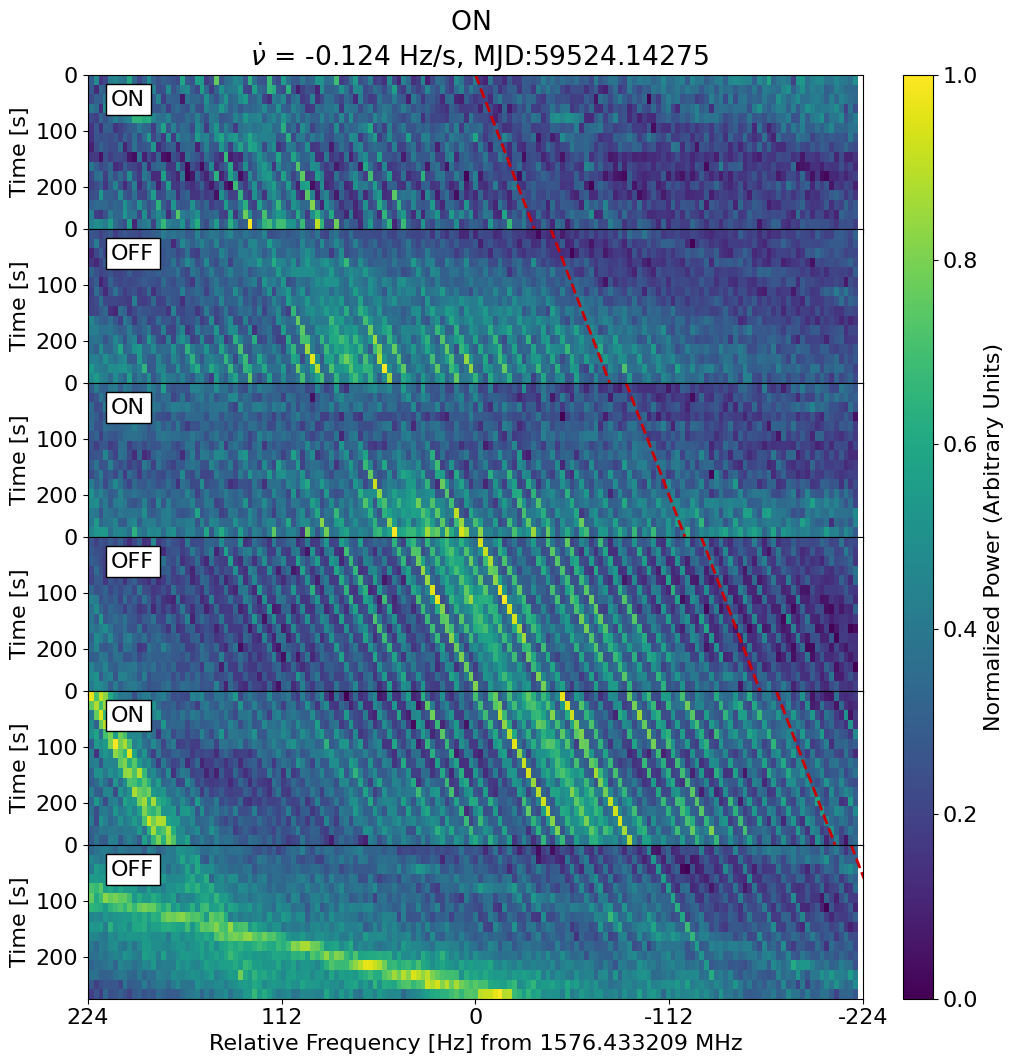 ON
ν̇ = -0.124 Hz/s, MJD:59524.14275
0
ON
100
Time [s]
200
0
OFF
100
Time [s]
200
0
ON
100
Time [s]
200
0
OFF
100
Time [s]
200
0
ON
100
Time [s]
200
0
OFF
100
Time [s]
200
224 112 0 -112 -224
Relative Frequency [Hz] from 1576.433209 MHz
1.0
0.8
0.6
0.4
0.2
0.0
Normalized Power (Arbitrary Units)